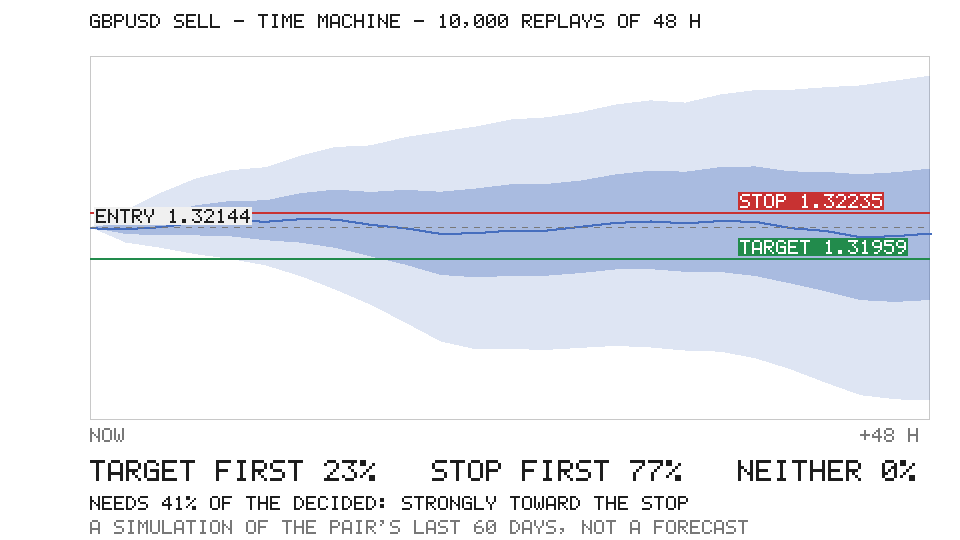 GBPUSD SELL - TIME MACHINE - 10,000 REPLAYS OF 48 H
STOP 1.32235
ENTRY 1.32144
TARGET 1.31959
NOW
+48 H
TARGET FIRST 23% STOP FIRST 77% NEITHER 0%
NEEDS 41% OF THE DECIDED: STRONGLY TOWARD THE STOP
A SIMULATION OF THE PAIR'S LAST 60 DAYS, NOT A FORECAST